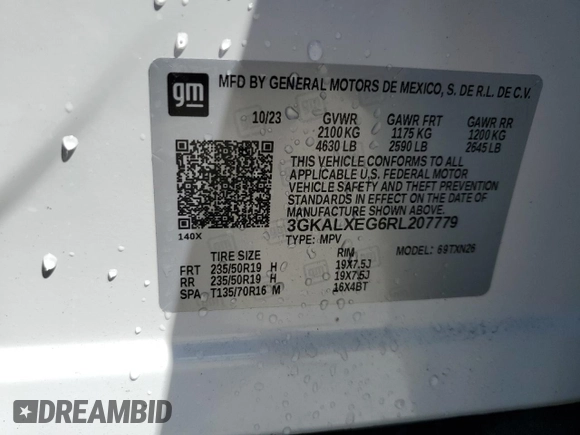 gm
MFD BY GENERAL MOTORS DE MEXICO, S. DE R.L. DE C.V.
10/23 GVWR GAWR FRT GAWR RR
2100 KG 1175 KG 1200 KG
4630 LB 2590 LB 2645 LB
THIS VEHICLE CONFORMS TO ALL
APPLICABLE U.S. FEDERAL MOTOR
VEHICLE SAFETY AND THEFT PREVENTION
STANDARDS IN EFFECT ON THE DATE OF
MANUFACTURE SHOWN ABOVE.
3GKALXEG6RL207779
140X
TYPE: MPV MODEL: 69TXN26
TIRE SIZE RIM
FRT 235/50R19 H 19X7.5J
RR 235/50R19 H 19X7.5J
SPA T135/70R16 M 16X4BT
DREAMBID